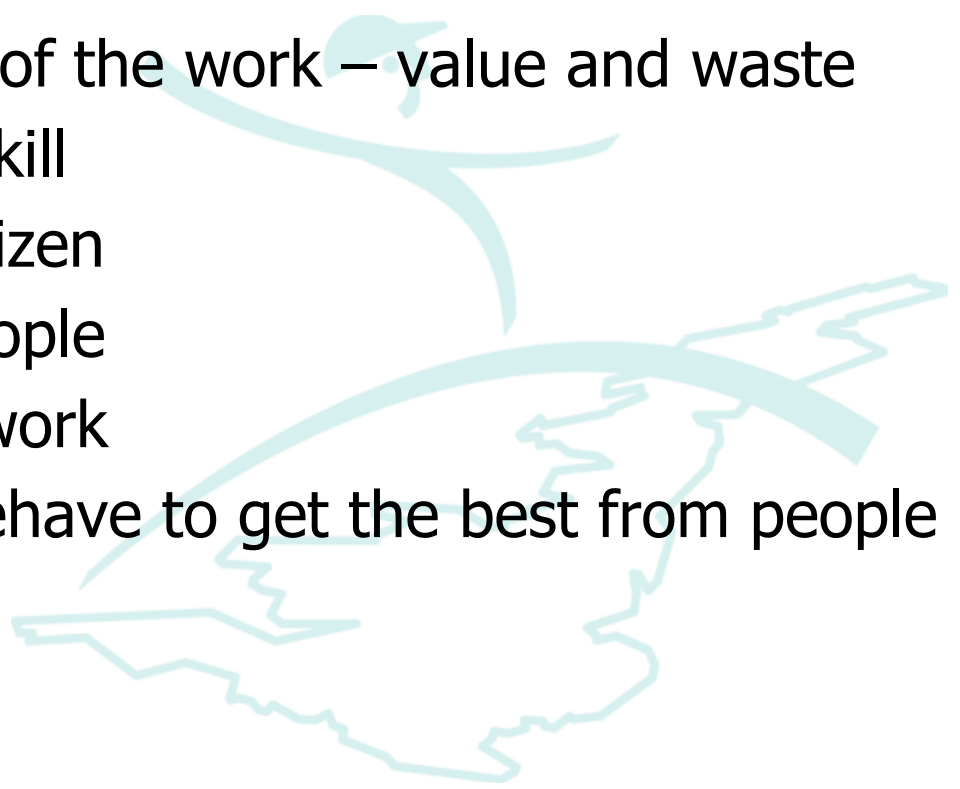 of the work – value and waste
kill
izen
ople
work
ehave to get the best from people